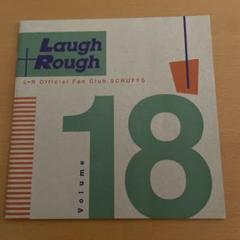 Laugh
+Rough
L-R Official Fan Club SCRUFFS
Volume
18